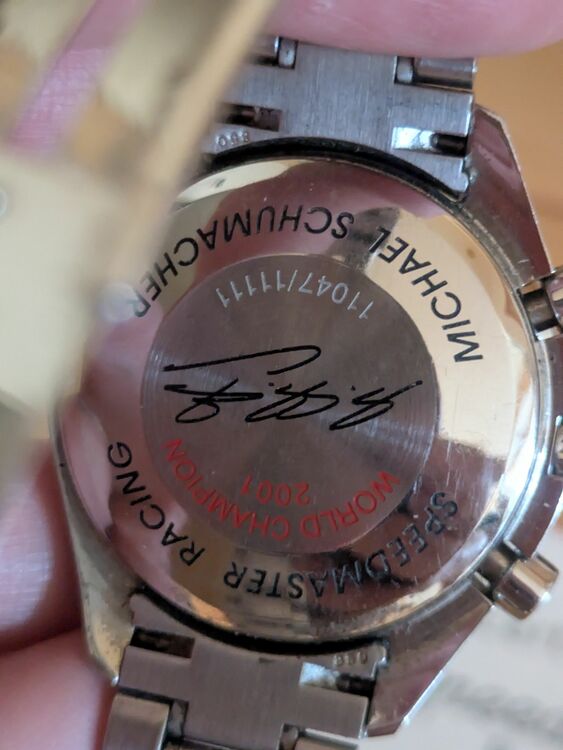 MICHAEL SCHUMACHER
11047/11111
WORLD CHAMPION
2001
SPEEDMASTER RACING